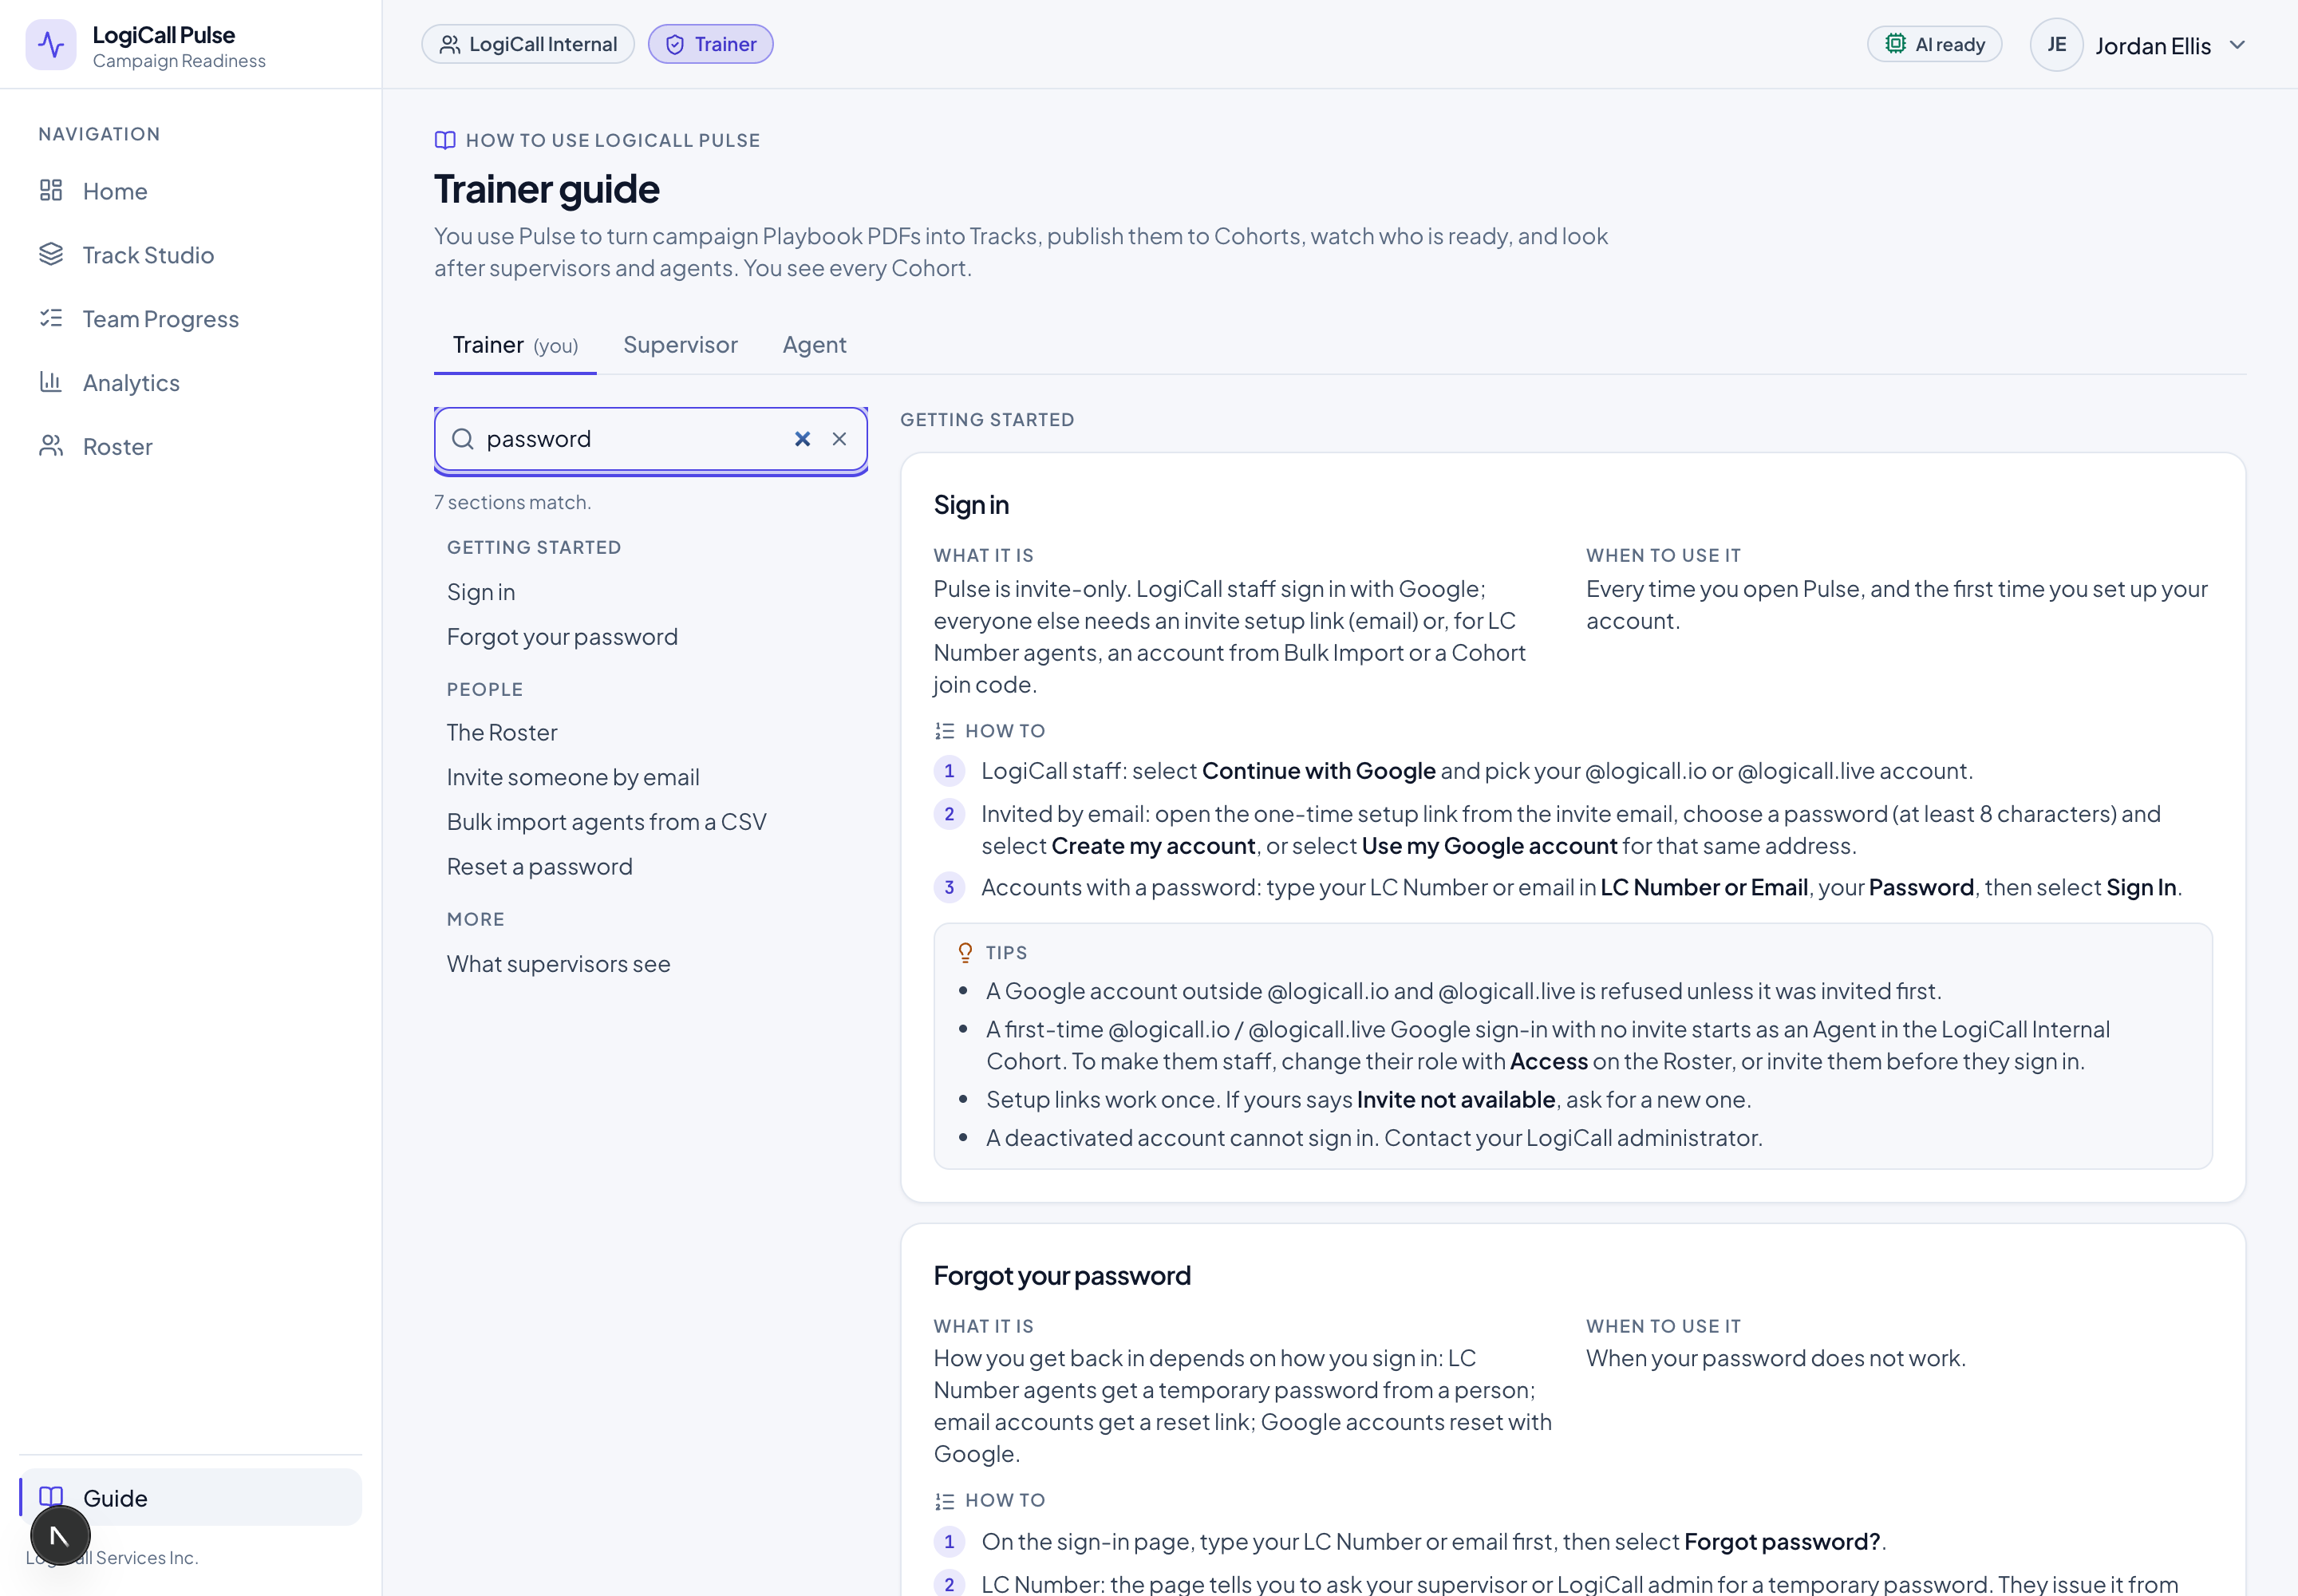 LogiCall Pulse
Campaign Readiness
LogiCall Internal
Trainer
AI ready
JE
Jordan Ellis
NAVIGATION
Home
Track Studio
Team Progress
Analytics
Roster
Guide
Services Inc.
HOW TO USE LOGICALL PULSE
Trainer guide
You use Pulse to turn campaign Playbook PDFs into Tracks, publish them to Cohorts, watch who is ready, and look
after supervisors and agents. You see every Cohort.
Trainer (you)
Supervisor
Agent
password
7 sections match.
GETTING STARTED
Sign in
Forgot your password
PEOPLE
The Roster
Invite someone by email
Bulk import agents from a CSV
Reset a password
MORE
What supervisors see
GETTING STARTED
Sign in
WHAT IT IS
Pulse is invite-only. LogiCall staff sign in with Google;
everyone else needs an invite setup link (email) or, for LC
Number agents, an account from Bulk Import or a Cohort
join code.
WHEN TO USE IT
Every time you open Pulse, and the first time you set up your
account.
HOW TO
1 LogiCall staff: select Continue with Google and pick your @logicall.io or @logicall.live account.
2 Invited by email: open the one-time setup link from the invite email, choose a password (at least 8 characters) and
select Create my account, or select Use my Google account for that same address.
3 Accounts with a password: type your LC Number or email in LC Number or Email, your Password, then select Sign In.
TIPS
• A Google account outside @logicall.io and @logicall.live is refused unless it was invited first.
• A first-time @logicall.io / @logicall.live Google sign-in with no invite starts as an Agent in the LogiCall Internal
Cohort. To make them staff, change their role with Access on the Roster, or invite them before they sign in.
• Setup links work once. If yours says Invite not available, ask for a new one.
• A deactivated account cannot sign in. Contact your LogiCall administrator.
Forgot your password
WHAT IT IS
How you get back in depends on how you sign in: LC
Number agents get a temporary password from a person;
email accounts get a reset link; Google accounts reset with
Google.
WHEN TO USE IT
When your password does not work.
HOW TO
1 On the sign-in page, type your LC Number or email first, then select Forgot password?.
2 LC Number: the page tells you to ask your supervisor or LogiCall admin for a temporary password. They issue it from